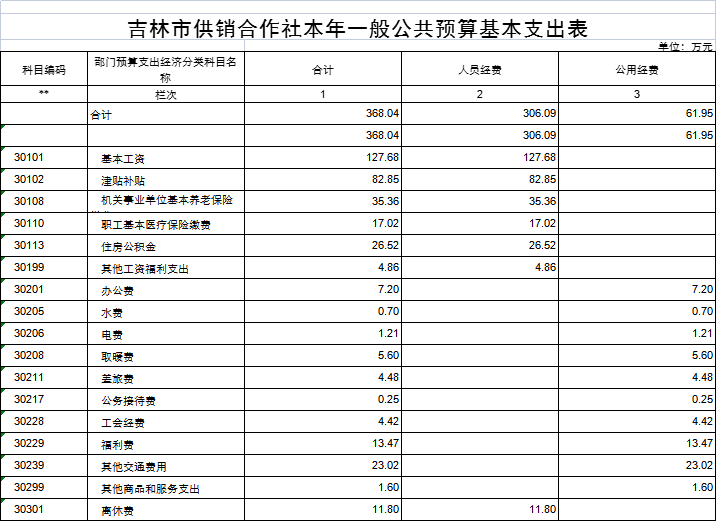 吉林市供销合作社本年一般公共预算基本支出表
单位：万元
科目编码 部门预算支出经济分类科目名称 合计 人员经费 公用经费
** 栏次 1 2 3
合计 368.04 306.09 61.95
368.04 306.09 61.95
30101 基本工资 127.68 127.68
30102 津贴补贴 82.85 82.85
30108 机关事业单位基本养老保险 35.36 35.36
30110 职工基本医疗保险缴费 17.02 17.02
30113 住房公积金 26.52 26.52
30199 其他工资福利支出 4.86 4.86
30201 办公费 7.20 7.20
30205 水费 0.70 0.70
30206 电费 1.21 1.21
30208 取暖费 5.60 5.60
30211 差旅费 4.48 4.48
30217 公务接待费 0.25 0.25
30228 工会经费 4.42 4.42
30229 福利费 13.47 13.47
30239 其他交通费用 23.02 23.02
30299 其他商品和服务支出 1.60 1.60
30301 离休费 11.80 11.80